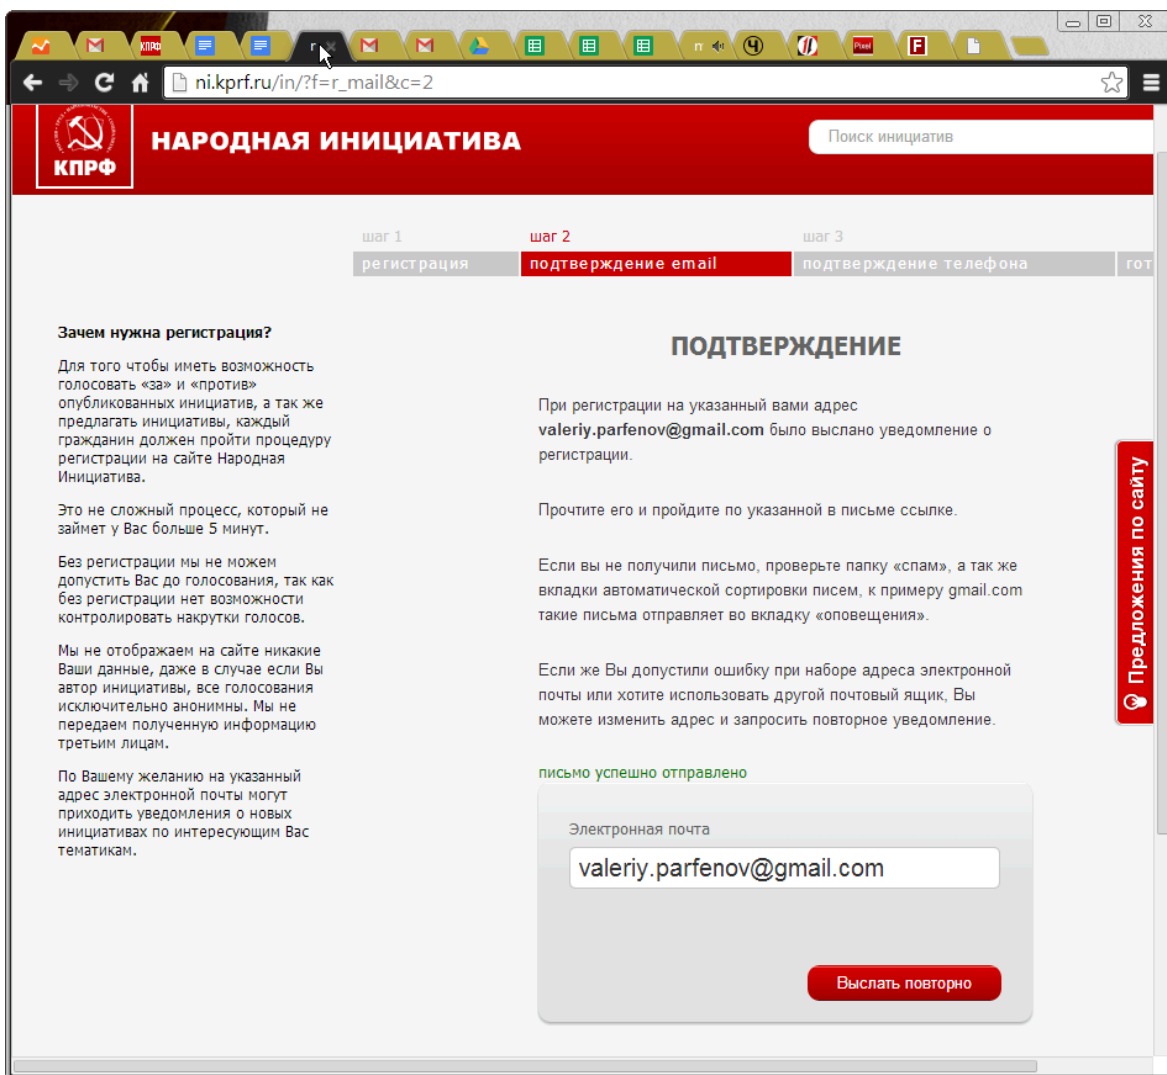 КПРФ
Pixel
ni.kprf.ru/in/?f=r_mail&c=2
КПРФ
НАРОДНАЯ ИНИЦИАТИВА
Поиск инициатив
шаг 1
шаг 2
шаг 3
регистрация
подтверждение email
подтверждение телефона
гот
Зачем нужна регистрация?
Для того чтобы иметь возможность
голосовать «за» и «против»
опубликованных инициатив, а так же
предлагать инициативы, каждый
гражданин должен пройти процедуру
регистрации на сайте Народная
Инициатива.
Это не сложный процесс, который не
займет у Вас больше 5 минут.
Без регистрации мы не можем
допустить Вас до голосования, так как
без регистрации нет возможности
контролировать накрутки голосов.
Мы не отображаем на сайте никакие
Ваши данные, даже в случае если Вы
автор инициативы, все голосования
исключительно анонимны. Мы не
передаем полученную информацию
третьим лицам.
По Вашему желанию на указанный
адрес электронной почты могут
приходить уведомления о новых
инициативах по интересующим Вас
тематикам.
ПОДТВЕРЖДЕНИЕ
При регистрации на указанный вами адрес
valeriy.parfenov@gmail.com было выслано уведомление о
регистрации.
Прочтите его и пройдите по указанной в письме ссылке.
Если вы не получили письмо, проверьте папку «спам», а так же
вкладки автоматической сортировки писем, к примеру gmail.com
такие письма отправляет во вкладку «оповещения».
Если же Вы допустили ошибку при наборе адреса электронной
почты или хотите использовать другой почтовый ящик, Вы
можете изменить адрес и запросить повторное уведомление.
письмо успешно отправлено
Электронная почта
valeriy.parfenov@gmail.com
Выслать повторно
Предложения по сайту